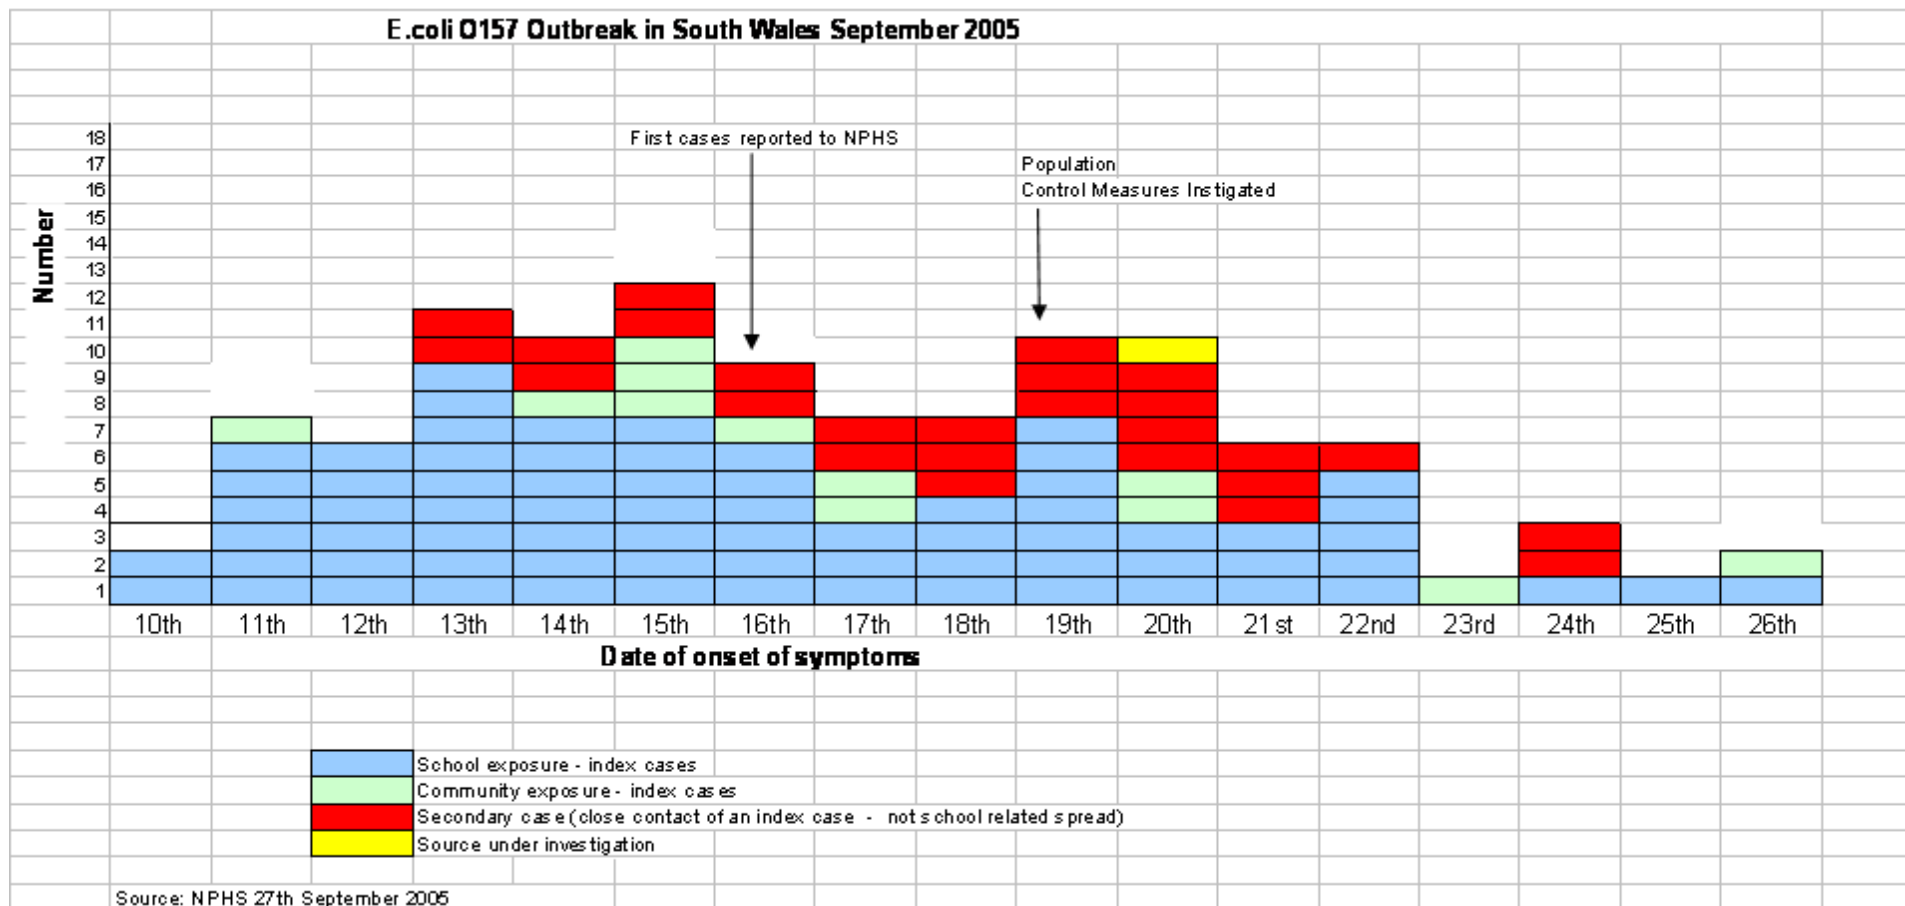 E.coli O157 Outbreak in South Wales September 2005
First cases reported to NPHS
Population
Control Measures Instigated
Number
18
17
16
15
14
13
12
11
10
9
8
7
6
5
4
3
2
1
10th 11th 12th 13th 14th 15th 16th 17th 18th 19th 20th 21st 22nd 23rd 24th 25th 26th
Date of onset of symptoms
School exposure - index cases
Community exposure - index cases
Secondary case (close contact of an index case - not school related spread)
Source under investigation
Source: NPHS 27th September 2005